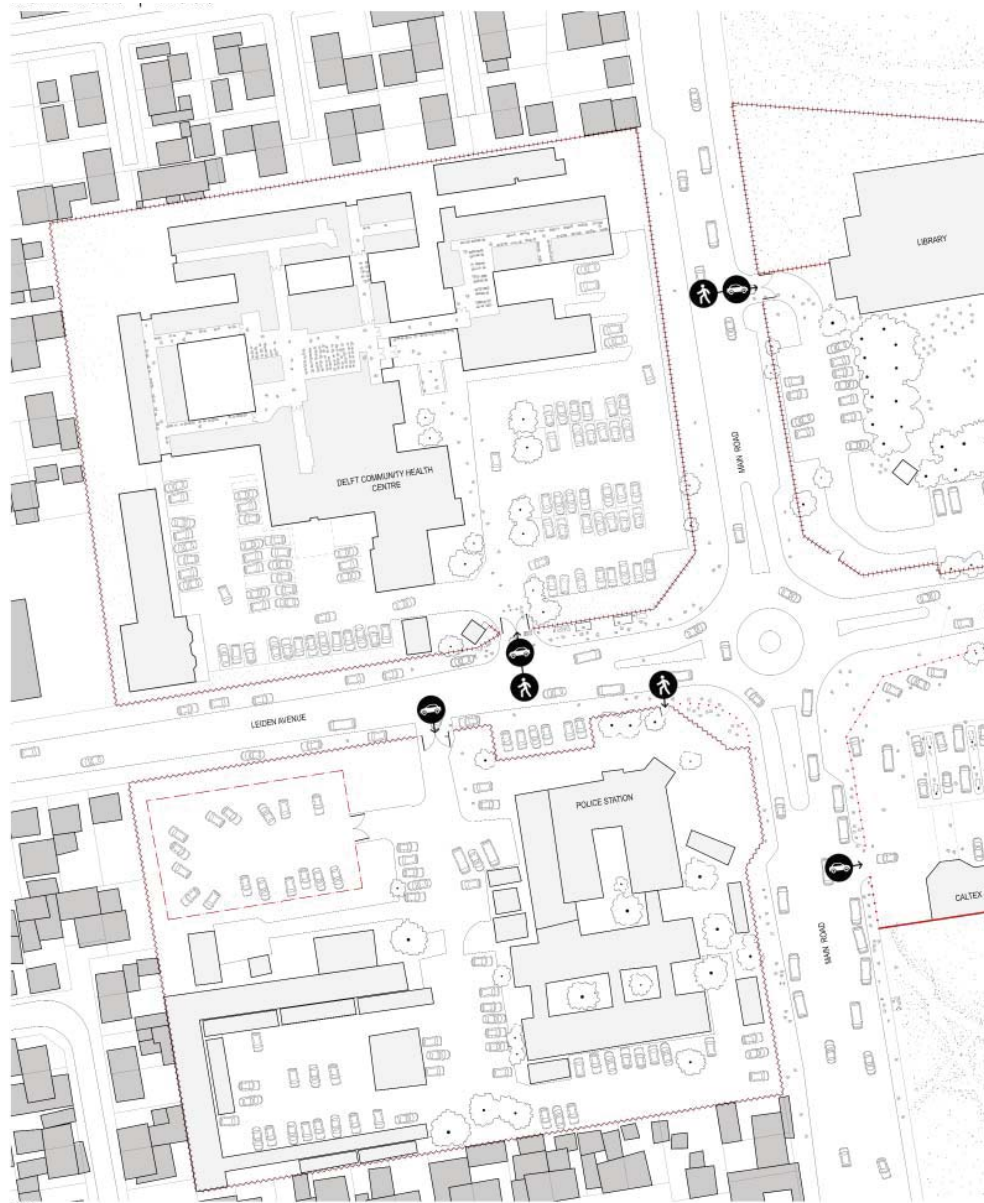 LIBRARY
MAIN ROAD
DELFT COMMUNITY HEALTH
CENTRE
LEIDEN AVENUE
POLICE STATION
CALTEX
MAIN ROAD